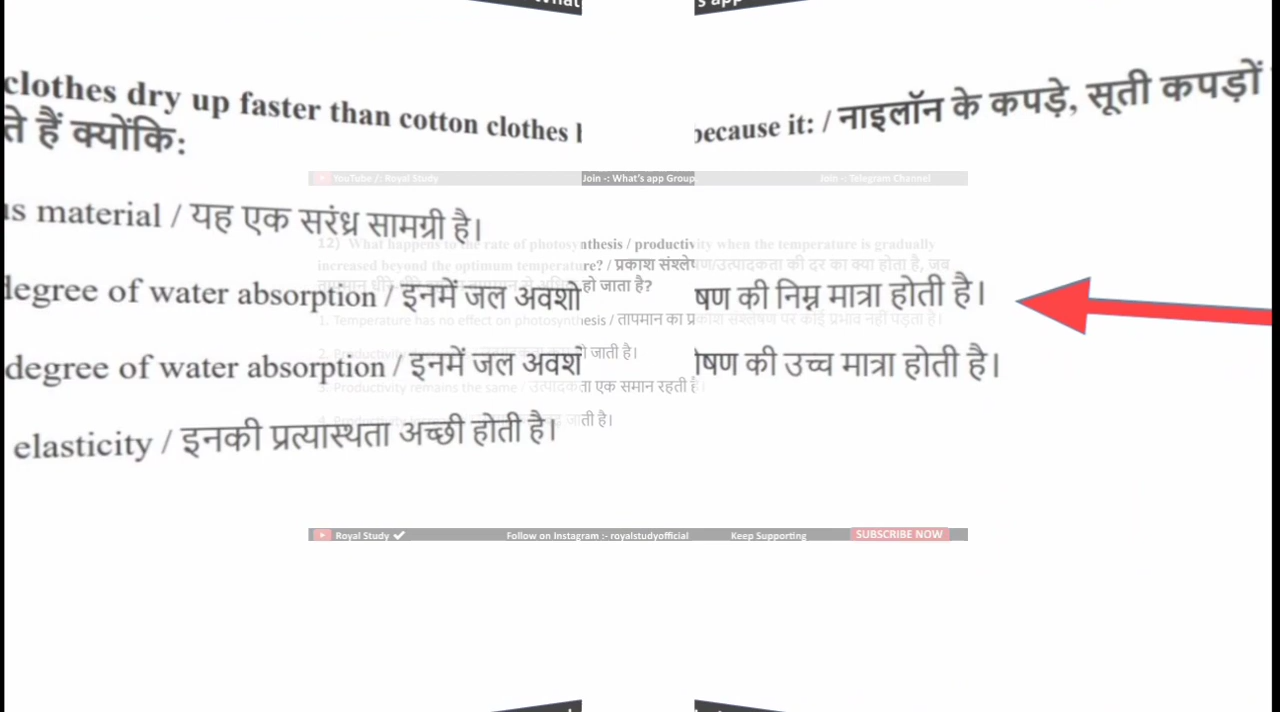 clothes dry up faster than cotton clothes because it: / नाइलॉन के कपड़े, सूती कपड़ों
ते हैं क्योंकि:
YouTube /: Royal Study Join -: What's app Group Join -: Telegram Channel
us material / यह एक सरंध्र सामग्री है।
12) What happens to the rate of photosynthesis / productivity when the temperature is gradually
increased beyond the optimum temperature? / प्रकाश संश्लेषण/उत्पादकता की दर का क्या होता है, जब
हो जाता है?
degree of water absorption / इनमें जल अवशोषण की निम्न मात्रा होती है।
1. Temperature has no effect on photosynthesis / तापमान का प्रकाश संश्लेषण पर कोई प्रभाव नहीं पड़ता है।
2. जाती है।
degree of water absorption / इनमें जल अवशोषण की उच्च मात्रा होती है।
3. Productivity remains the same / उत्पादकता एक समान रहती है।
4. जाती है।
elasticity / इनकी प्रत्यास्थता अच्छी होती है।
Royal Study Follow on Instagram :- royalstudyofficial Keep Supporting SUBSCRIBE NOW